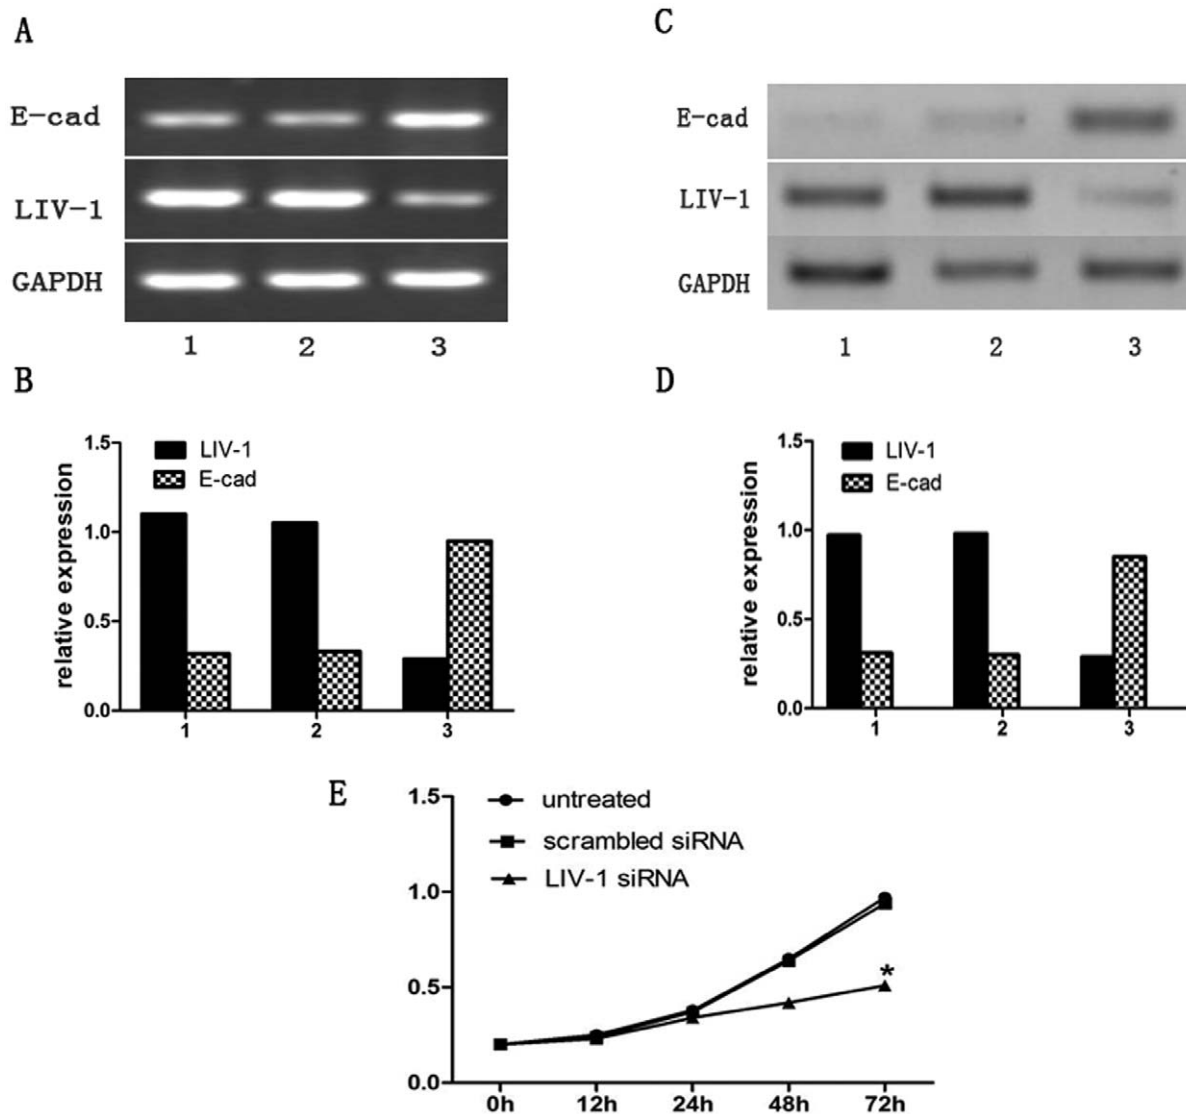 A
E-cad
LIV-1
GAPDH
1 2 3
C
E-cad
LIV-1
GAPDH
1 2 3
B
relative expression
1.5
1.0
0.5
0.0
LIV-1
E-cad
1 2 3
D
relative expression
1.5
1.0
0.5
0.0
LIV-1
E-cad
1 2 3
E
1.5
1.0
0.5
0.0
untreated
scrambled siRNA
LIV-1 siRNA
*
0h 12h 24h 48h 72h